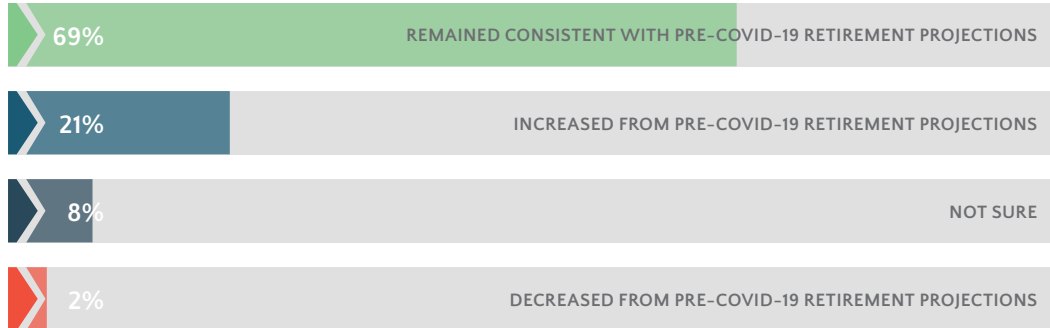 69% REMAINED CONSISTENT WITH PRE-COVID-19 RETIREMENT PROJECTIONS
21% INCREASED FROM PRE-COVID-19 RETIREMENT PROJECTIONS
8% NOT SURE
2% DECREASED FROM PRE-COVID-19 RETIREMENT PROJECTIONS